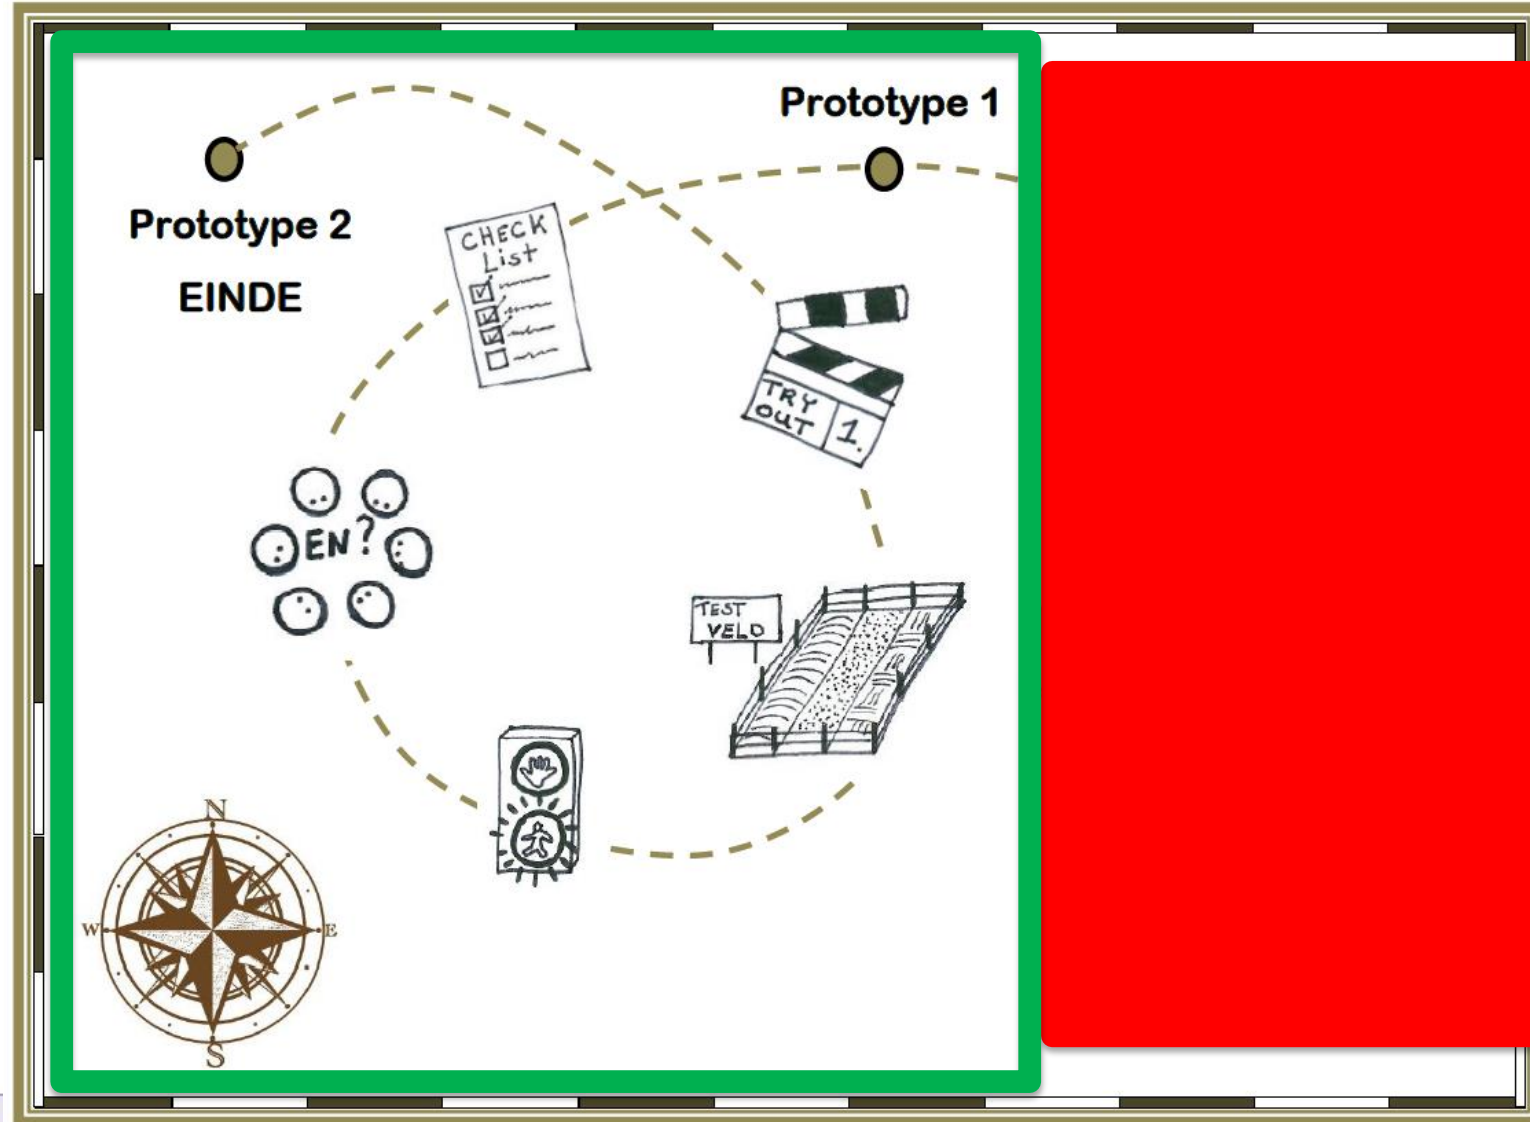 Prototype 1
Prototype 2
EINDE
CHECK
List
TRY
OUT
1.
EN?
TEST
VELD
N
W
E
S